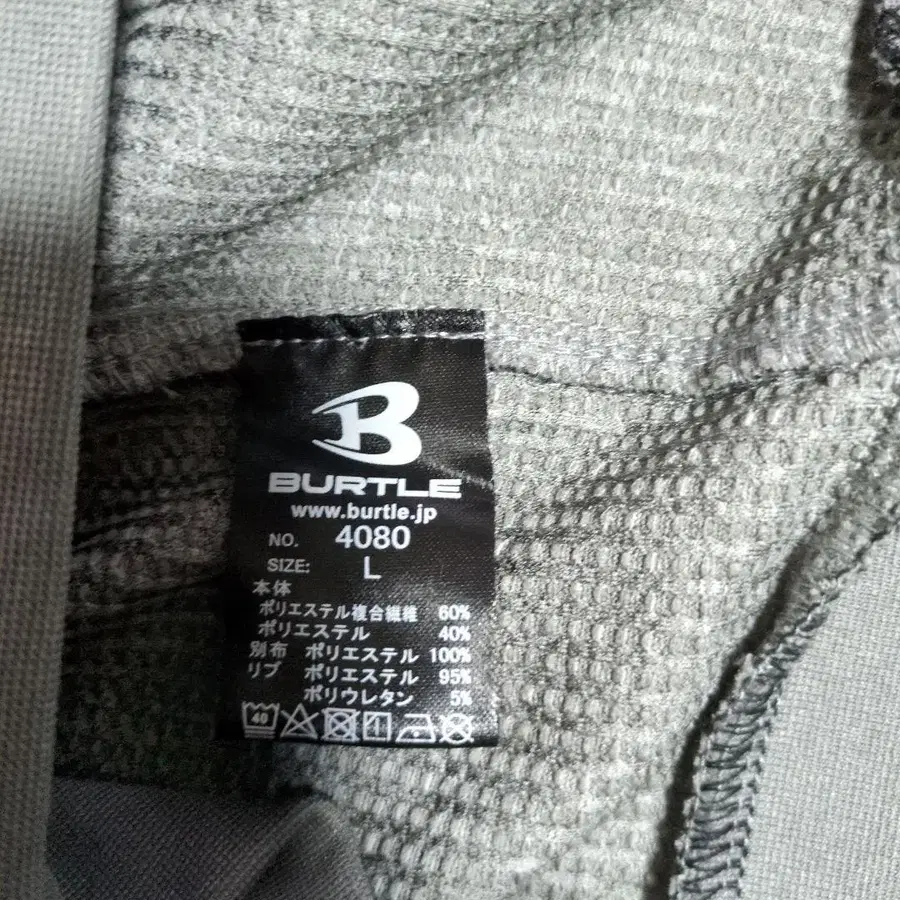 B
BURTLE
www.burtle.jp
NO. 4080
SIZE: L
本体
ポリエステル複合繊維 60%
ポリエステル 40%
別布 ポリエステル 100%
リブ ポリエステル 95%
ポリウレタン 5%
40